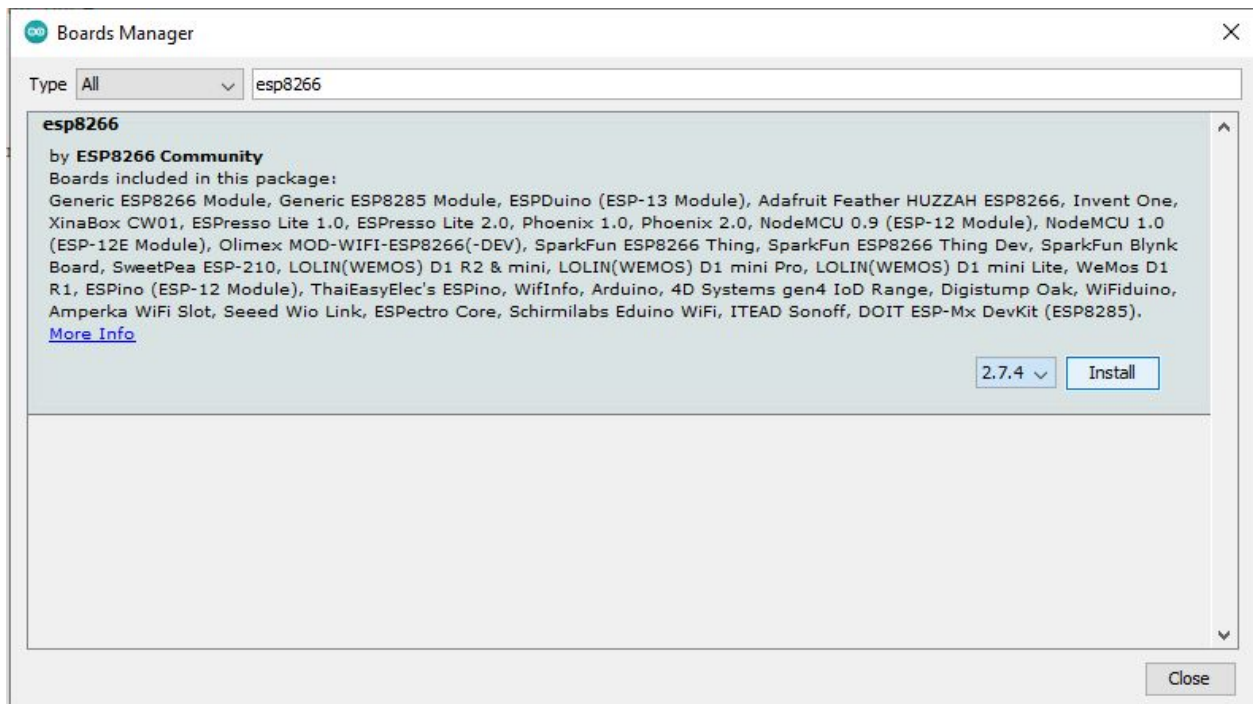 Boards Manager
Type All esp8266
esp8266
by ESP8266 Community
Boards included in this package:
Generic ESP8266 Module, Generic ESP8285 Module, ESPDuino (ESP-13 Module), Adafruit Feather HUZZAH ESP8266, Invent One,
XinaBox CW01, ESPresso Lite 1.0, ESPresso Lite 2.0, Phoenix 1.0, Phoenix 2.0, NodeMCU 0.9 (ESP-12 Module), NodeMCU 1.0
(ESP-12E Module), Olimex MOD-WIFI-ESP8266(-DEV), SparkFun ESP8266 Thing, SparkFun ESP8266 Thing Dev, SparkFun Blynk
Board, SweetPea ESP-210, LOLIN(WEMOS) D1 R2 & mini, LOLIN(WEMOS) D1 mini Pro, LOLIN(WEMOS) D1 mini Lite, WeMos D1
R1, ESPino (ESP-12 Module), ThaiEasyElec's ESPino, WifInfo, Arduino, 4D Systems gen4 IoD Range, Digistump Oak, WiFiduino,
Amperka WiFi Slot, Seeed Wio Link, ESPectro Core, Schirmilabs Eduino WiFi, ITEAD Sonoff, DOIT ESP-Mx DevKit (ESP8285).
More Info
2.7.4 Install
Close